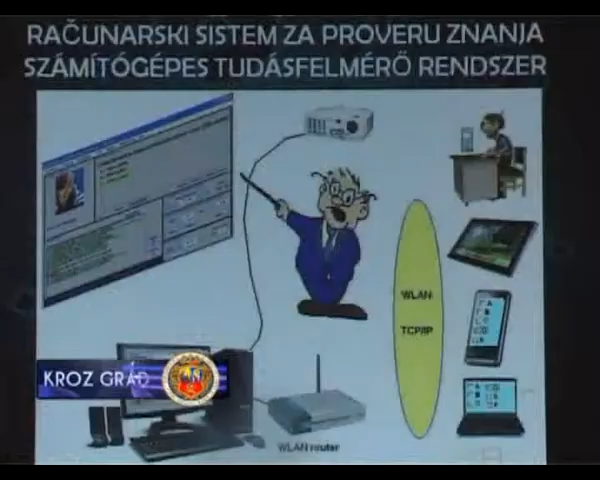 RAČUNARSKI SISTEM ZA PROVERU ZNANJA
SZÁMÍTÓGÉPES TUDÁSFELMÉRŐ RENDSZER
WLAN
TCP/IP
KROZ GRAD
WLAN router